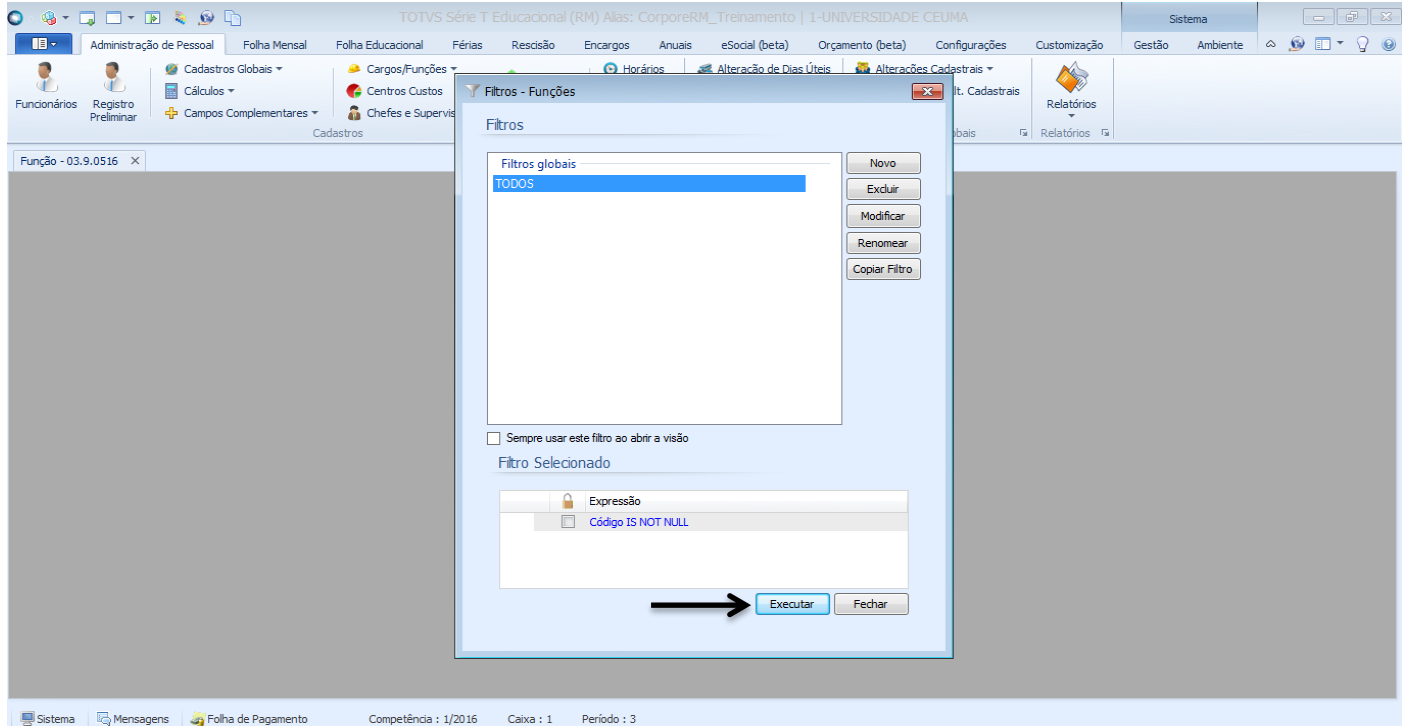 TOTVS Série T Educacional (RM) Alias: CorporeRM_Treinamento | 1-UNIVERSIDADE CEUMA
Sistema
Administração de Pessoal Folha Mensal Folha Educacional Férias Rescisão Encargos Anuais eSocial (beta) Orçamento (beta) Configurações Customização Gestão Ambiente
Funcionários
Registro Preliminar
Cadastros Globais
Cálculos
Campos Complementares
Cargos/Funções
Centros Custos
Chefes e Supervis
Cadastros
Horários
Alteração de Dias Úteis
Alterações Cadastrais
lt. Cadastrais
obais
Relatórios
Relatórios
Função - 03.9.0516
Filtros - Funções
Filtros
Filtros globais
TODOS
Novo
Excluir
Modificar
Renomear
Copiar Filtro
Sempre usar este filtro ao abrir a visão
Filtro Selecionado
Expressão
Código IS NOT NULL
Executar Fechar
Sistema Mensagens Folha de Pagamento Competência : 1/2016 Caixa : 1 Período : 3